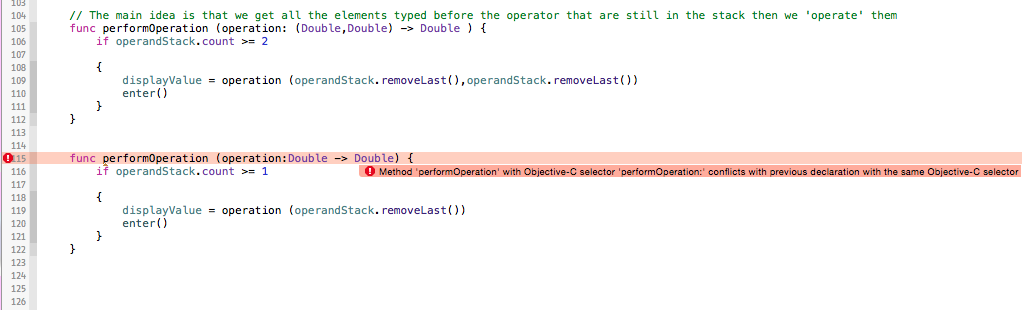 103
104 // The main idea is that we get all the elements typed before the operator that are still in the stack then we 'operate' them
105 func performOperation (operation: (Double,Double) -> Double ) {
106 if operandStack.count >= 2
107
108 {
109 displayValue = operation (operandStack.removeLast(),operandStack.removeLast())
110 enter()
111 }
112 }
113
114
115 func performOperation (operation:Double -> Double) {
116 if operandStack.count >= 1 Method 'performOperation' with Objective-C selector 'performOperation:' conflicts with previous declaration with the same Objective-C selector
117
118 {
119 displayValue = operation (operandStack.removeLast())
120 enter()
121 }
122 }
123
124
125
126